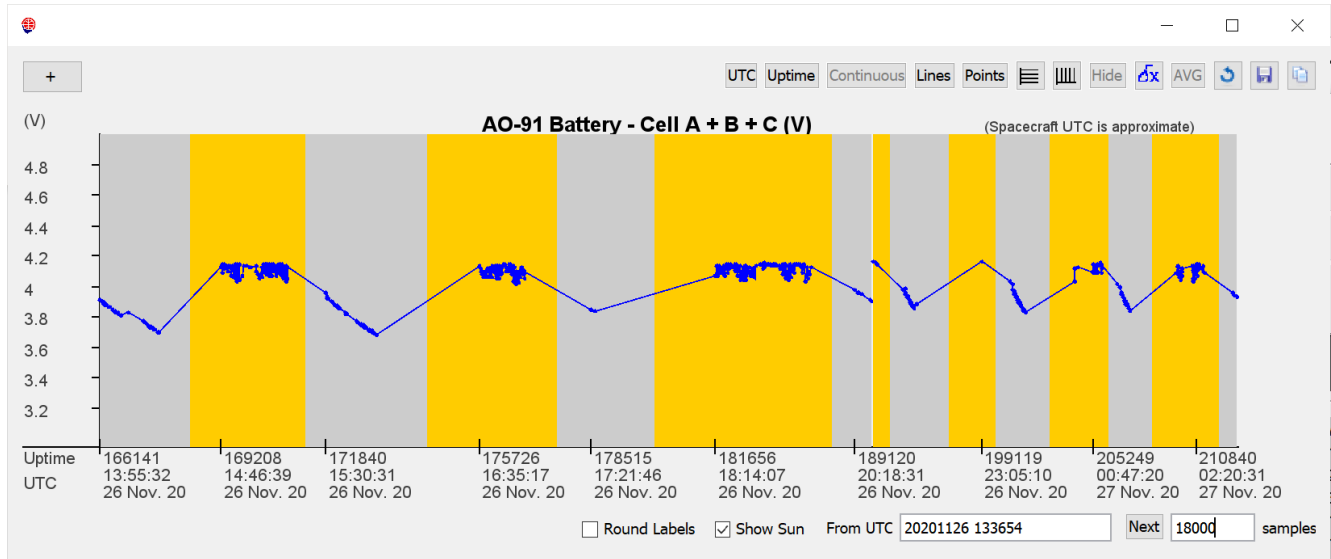 +
UTC Uptime Continuous Lines Points Hide √x AVG
(V)
AO-91 Battery - Cell A + B + C (V)
(Spacecraft UTC is approximate)
4.8
4.6
4.4
4.2
4
3.8
3.6
3.4
3.2
Uptime 166141 169208 171840 175726 178515 181656 189120 199119 205249 210840
UTC 13:55:32 14:46:39 15:30:31 16:35:17 17:21:46 18:14:07 20:18:31 23:05:10 00:47:20 02:20:31
26 Nov. 20 26 Nov. 20 26 Nov. 20 26 Nov. 20 26 Nov. 20 26 Nov. 20 26 Nov. 20 26 Nov. 20 27 Nov. 20 27 Nov. 20
Round Labels Show Sun From UTC 20201126 133654 Next 18000 samples